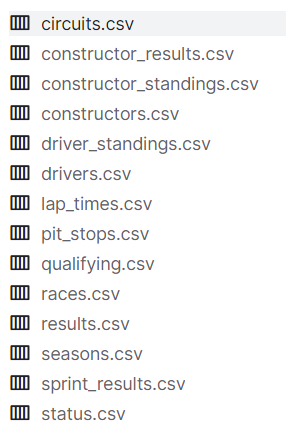 circuits.csv
constructor_results.csv
constructor_standings.csv
constructors.csv
driver_standings.csv
drivers.csv
lap_times.csv
pit_stops.csv
qualifying.csv
races.csv
results.csv
seasons.csv
sprint_results.csv
status.csv